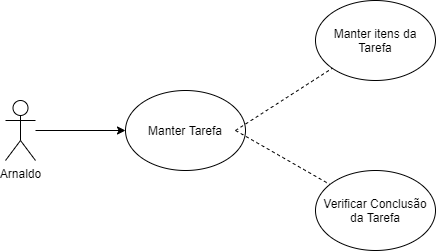 Manter itens da
Tarefa
Manter Tarefa
Arnaldo
Verificar Conclusão
da Tarefa